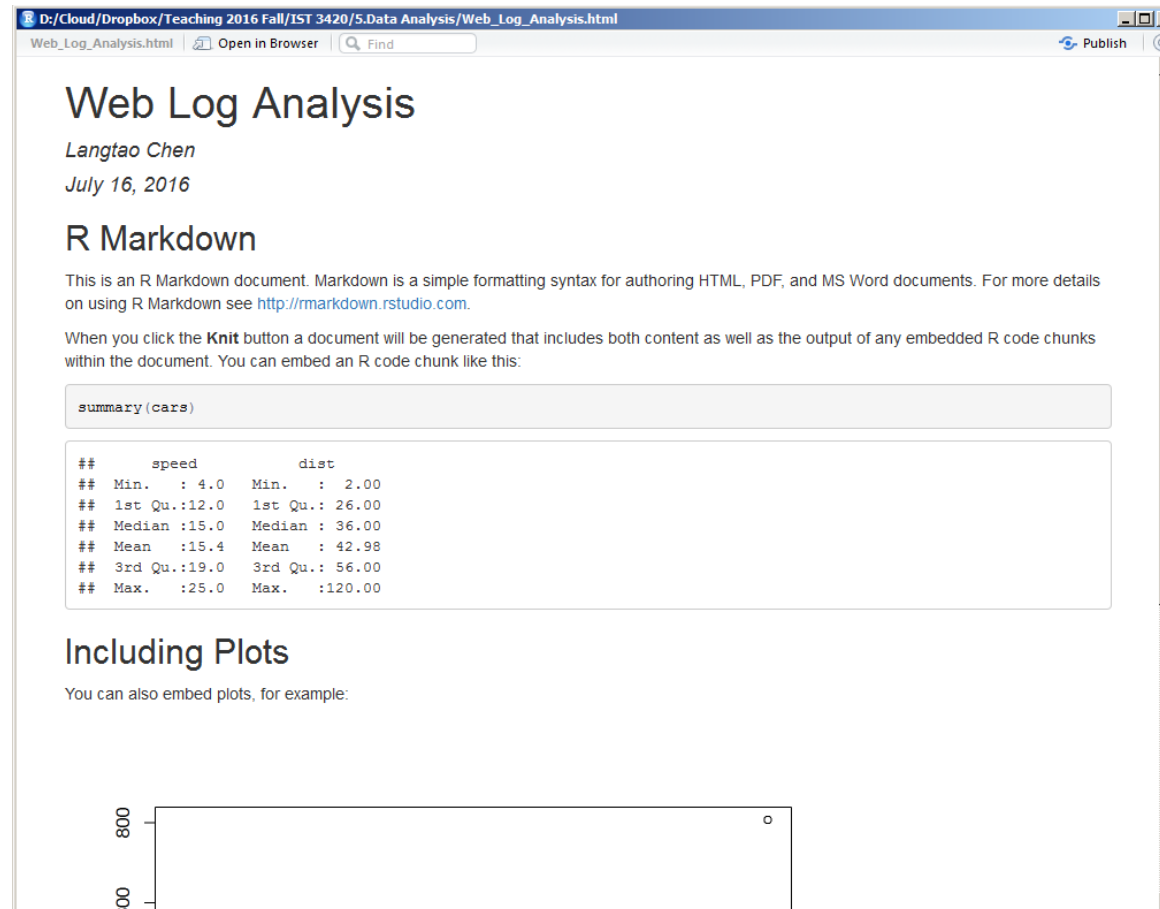 D:/Cloud/Dropbox/Teaching 2016 Fall/IST 3420/5.Data Analysis/Web_Log_Analysis.html
Web_Log_Analysis.html Open in Browser Find Publish
Web Log Analysis
Langtao Chen
July 16, 2016
R Markdown
This is an R Markdown document. Markdown is a simple formatting syntax for authoring HTML, PDF, and MS Word documents. For more details
on using R Markdown see http://rmarkdown.rstudio.com.
When you click the Knit button a document will be generated that includes both content as well as the output of any embedded R code chunks
within the document. You can embed an R code chunk like this:
summary(cars)
##      speed           dist
##  Min.   : 4.0   Min.   :  2.00
##  1st Qu.:12.0   1st Qu.: 26.00
##  Median :15.0   Median : 36.00
##  Mean   :15.4   Mean   : 42.98
##  3rd Qu.:19.0   3rd Qu.: 56.00
##  Max.   :25.0   Max.   :120.00
Including Plots
You can also embed plots, for example:
800